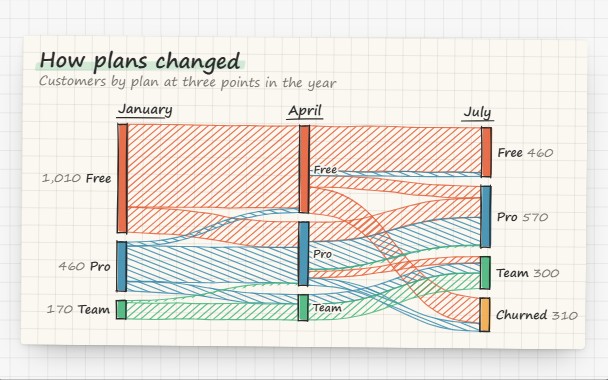 How plans changed
Customers by plan at three points in the year
January
April
July
1,010 Free
Free
Free 460
Pro 570
460 Pro
Pro
Team 300
170 Team
Team
Churned 310